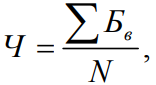 Ч = ∑Б_в / N,